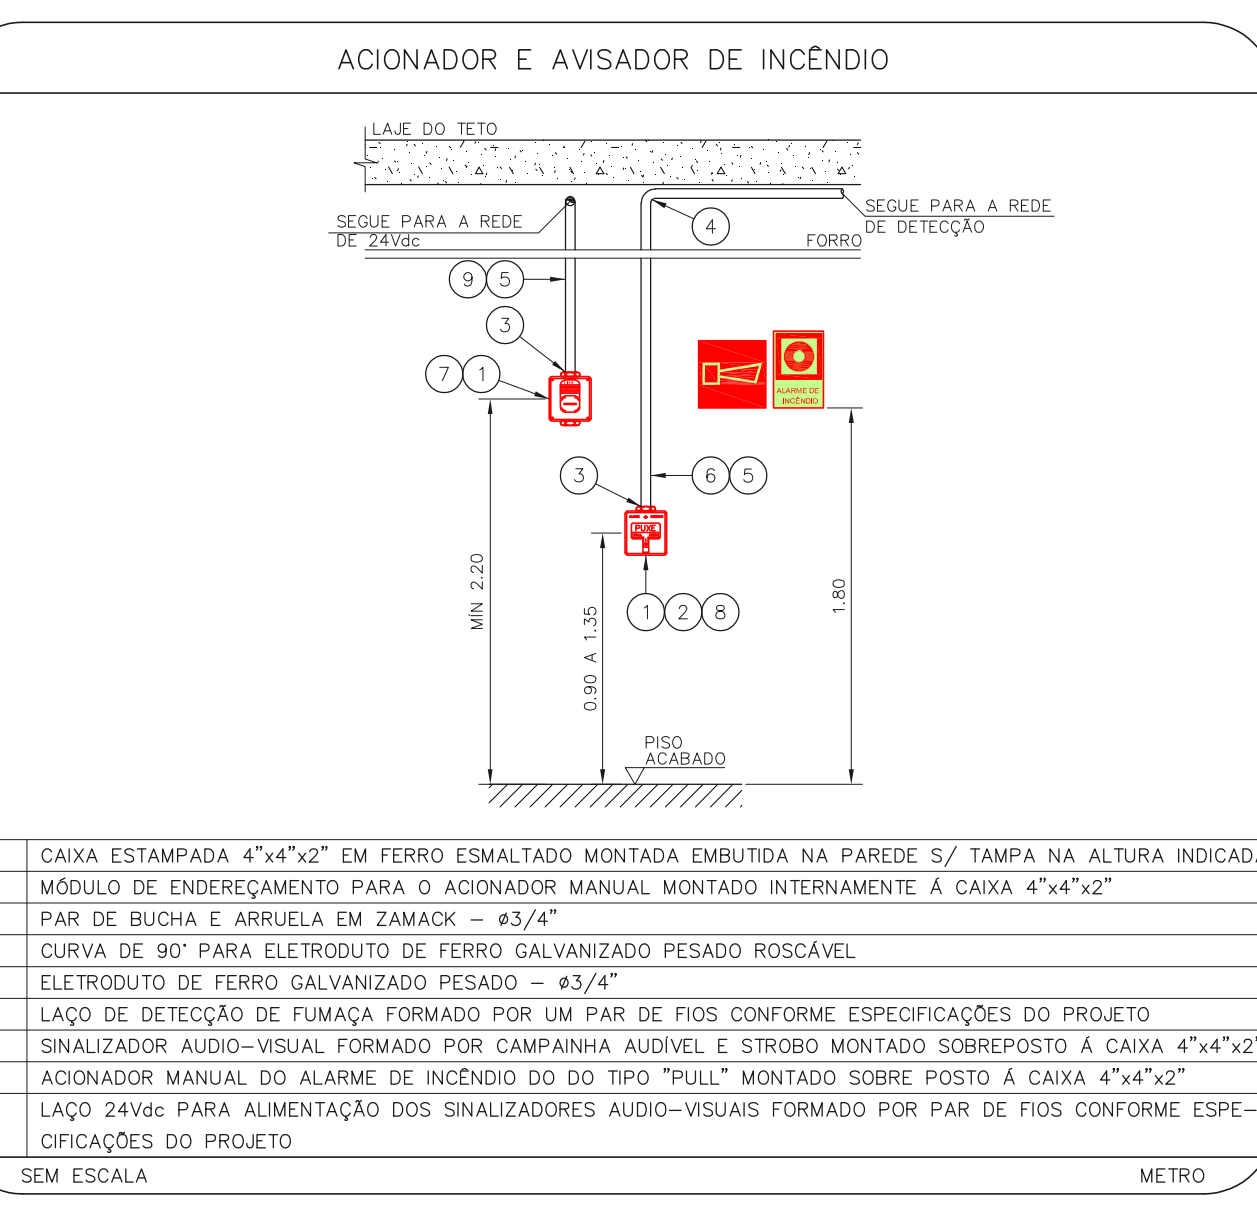 ACIONADOR E AVISADOR DE INCÊNDIO
LAJE DO TETO
SEGUE PARA A REDE
DE 24Vdc
SEGUE PARA A REDE
DE DETECÇÃO
4
FORRO
9 5
3
7 1
ALARME DE
INCÊNDIO
3
6 5
PUXE
MÍN 2.20
0.90 A 1.35
1.80
1 2 8
PISO
ACABADO
CAIXA ESTAMPADA 4"x4"x2" EM FERRO ESMALTADO MONTADA EMBUTIDA NA PAREDE S/ TAMPA NA ALTURA INDICADA
MÓDULO DE ENDEREÇAMENTO PARA O ACIONADOR MANUAL MONTADO INTERNAMENTE Á CAIXA 4"x4"x2"
PAR DE BUCHA E ARRUELA EM ZAMACK – ø3/4"
CURVA DE 90° PARA ELETRODUTO DE FERRO GALVANIZADO PESADO ROSCÁVEL
ELETRODUTO DE FERRO GALVANIZADO PESADO – ø3/4"
LAÇO DE DETECÇÃO DE FUMAÇA FORMADO POR UM PAR DE FIOS CONFORME ESPECIFICAÇÕES DO PROJETO
SINALIZADOR AUDIO–VISUAL FORMADO POR CAMPAINHA AUDÍVEL E STROBO MONTADO SOBREPOSTO Á CAIXA 4"x4"x2"
ACIONADOR MANUAL DO ALARME DE INCÊNDIO DO DO TIPO "PULL" MONTADO SOBRE POSTO Á CAIXA 4"x4"x2"
LAÇO 24Vdc PARA ALIMENTAÇÃO DOS SINALIZADORES AUDIO–VISUAIS FORMADO POR PAR DE FIOS CONFORME ESPE–
CIFICAÇÕES DO PROJETO
SEM ESCALA
METRO